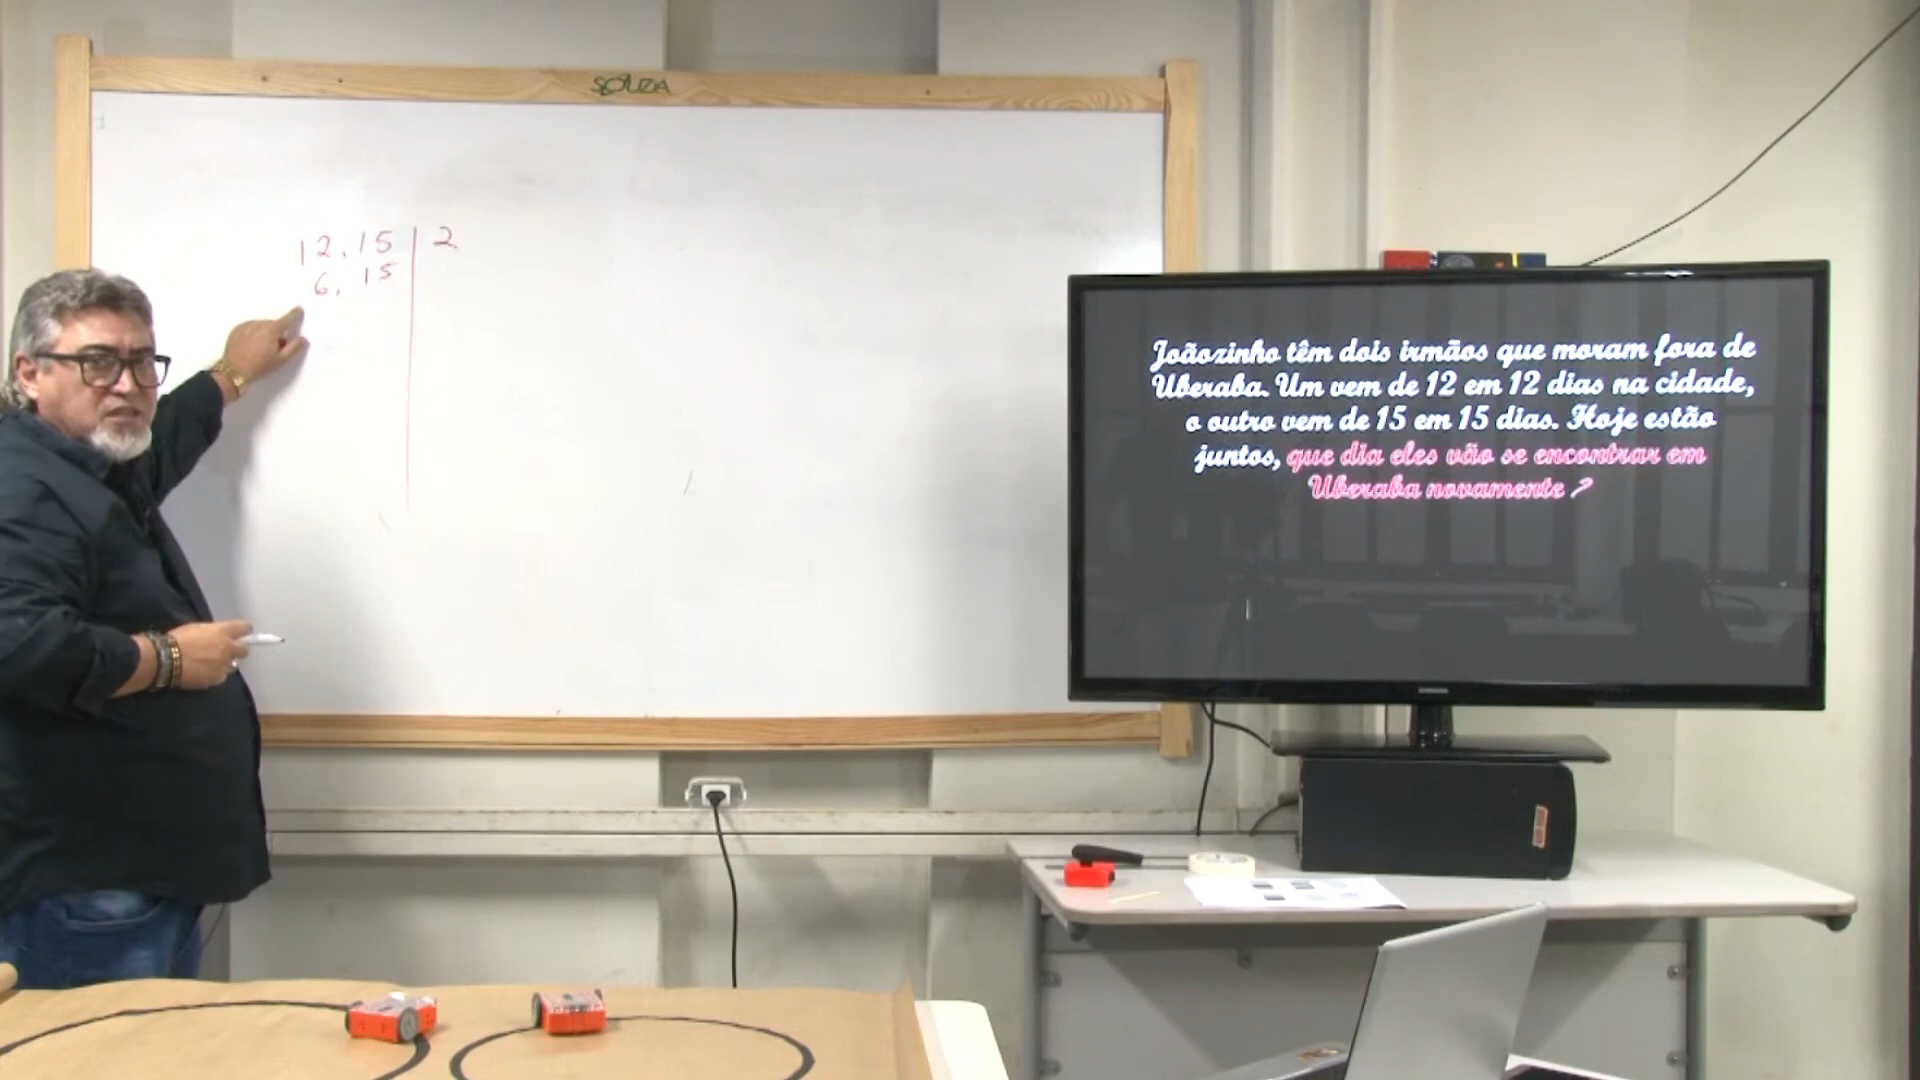 SOUZA
12, 15 | 2
6, 15
Joãozinho têm dois irmãos que moram fora de
Uberaba. Um vem de 12 em 12 dias na cidade,
o outro vem de 15 em 15 dias. Hoje estão
juntos, que dia eles vão se encontrar em
Uberaba novamente ?